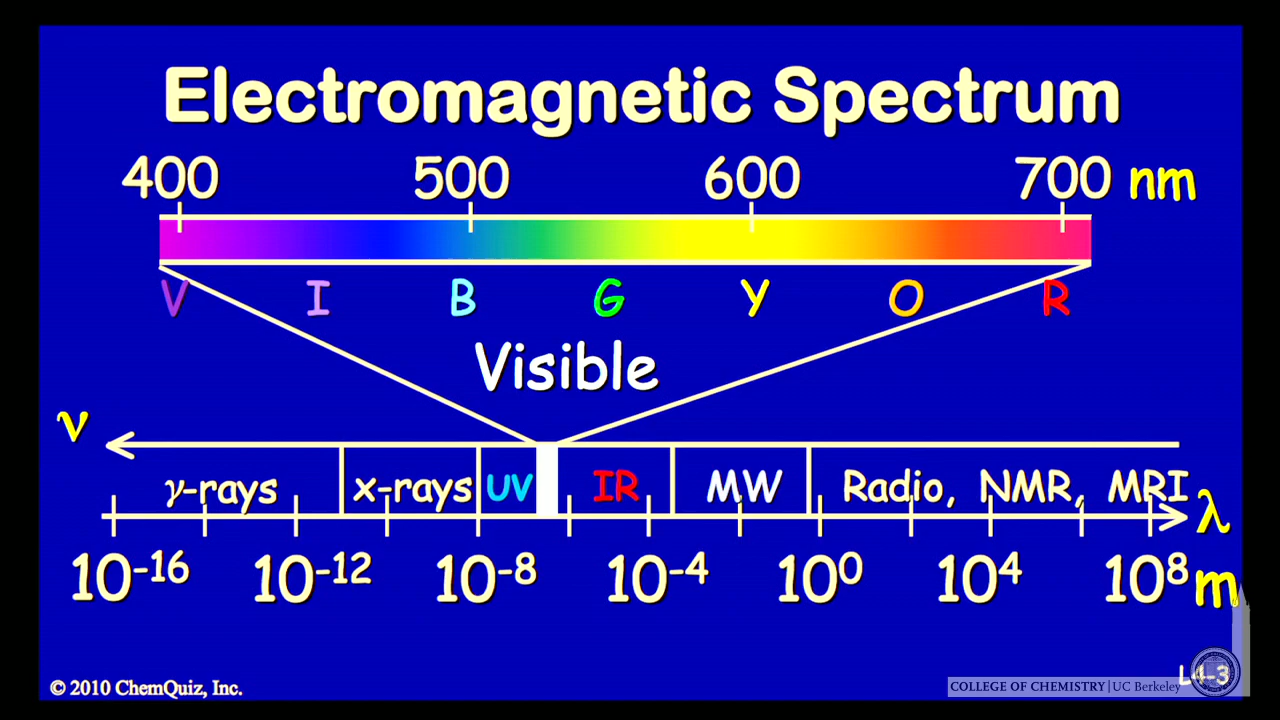 Electromagnetic Spectrum
400 500 600 700 nm
V I B G Y O R
Visible
ν
γ-rays x-rays UV IR MW Radio, NMR, MRI
λ
10⁻¹⁶ 10⁻¹² 10⁻⁸ 10⁻⁴ 10⁰ 10⁴ 10⁸ m
L4-3
© 2010 ChemQuiz, Inc.
COLLEGE OF CHEMISTRY | UC Berkeley